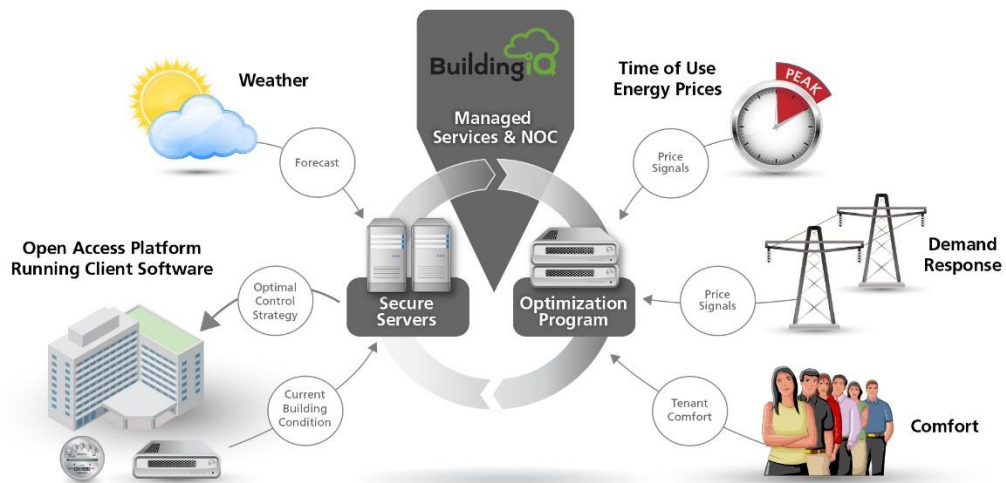 BuildingiQ
Managed
Services & NOC
Weather
Forecast
Time of Use
Energy Prices
PEAK
Price
Signals
Open Access Platform
Running Client Software
Optimal
Control
Strategy
Secure
Servers
Optimization
Program
Price
Signals
Demand
Response
Current
Building
Condition
Tenant
Comfort
Comfort